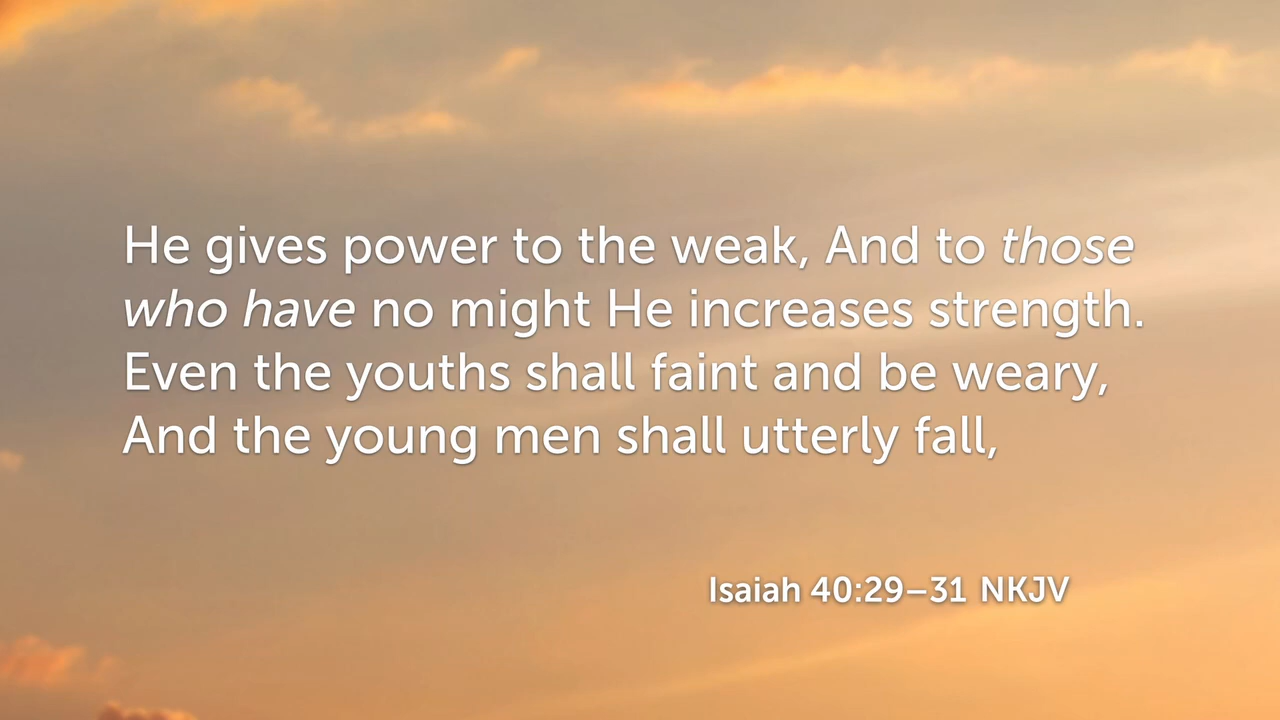 He gives power to the weak, And to those
who have no might He increases strength.
Even the youths shall faint and be weary,
And the young men shall utterly fall,
Isaiah 40:29–31 NKJV